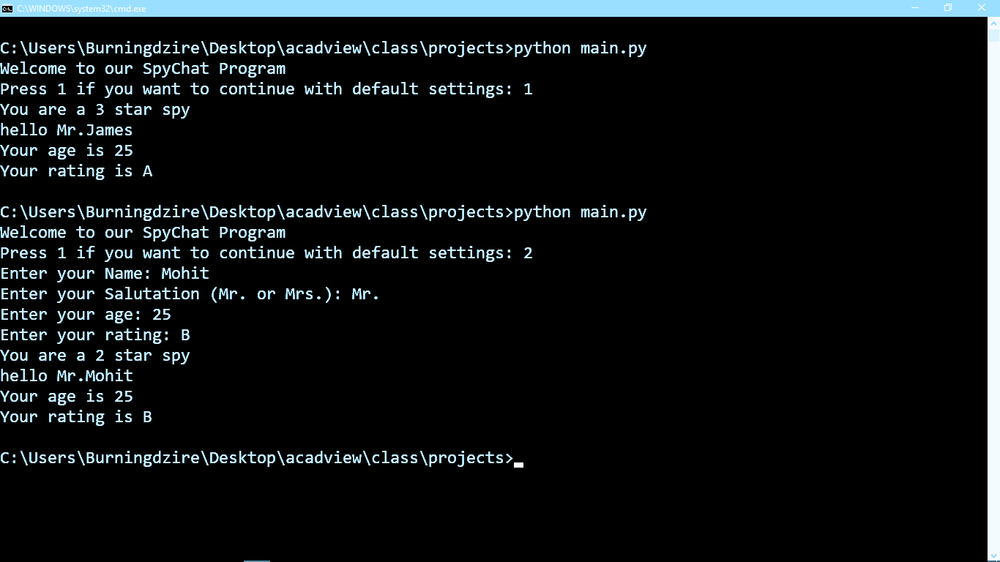 C:\WINDOWS\system32\cmd.exe
C:\Users\Burningdzire\Desktop\acadview\class\projects>python main.py
Welcome to our SpyChat Program
Press 1 if you want to continue with default settings: 1
You are a 3 star spy
hello Mr.James
Your age is 25
Your rating is A
C:\Users\Burningdzire\Desktop\acadview\class\projects>python main.py
Welcome to our SpyChat Program
Press 1 if you want to continue with default settings: 2
Enter your Name: Mohit
Enter your Salutation (Mr. or Mrs.): Mr.
Enter your age: 25
Enter your rating: B
You are a 2 star spy
hello Mr.Mohit
Your age is 25
Your rating is B
C:\Users\Burningdzire\Desktop\acadview\class\projects>